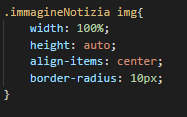 .immagineNotizia img{
    width: 100%;
    height: auto;
    align-items: center;
    border-radius: 10px;
}